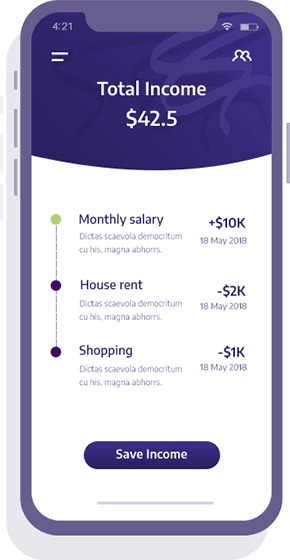 4:21
Total Income
$42.5
Monthly salary
+$10K
Dictas scaevola democritum
cu his, magna abhorrs.
18 May 2018
House rent
-$2K
Dictas scaevola democritum
cu his, magna abhorrs.
18 May 2018
Shopping
-$1K
Dictas scaevola democritum
cu his, magna abhorrs.
18 May 2018
Save Income